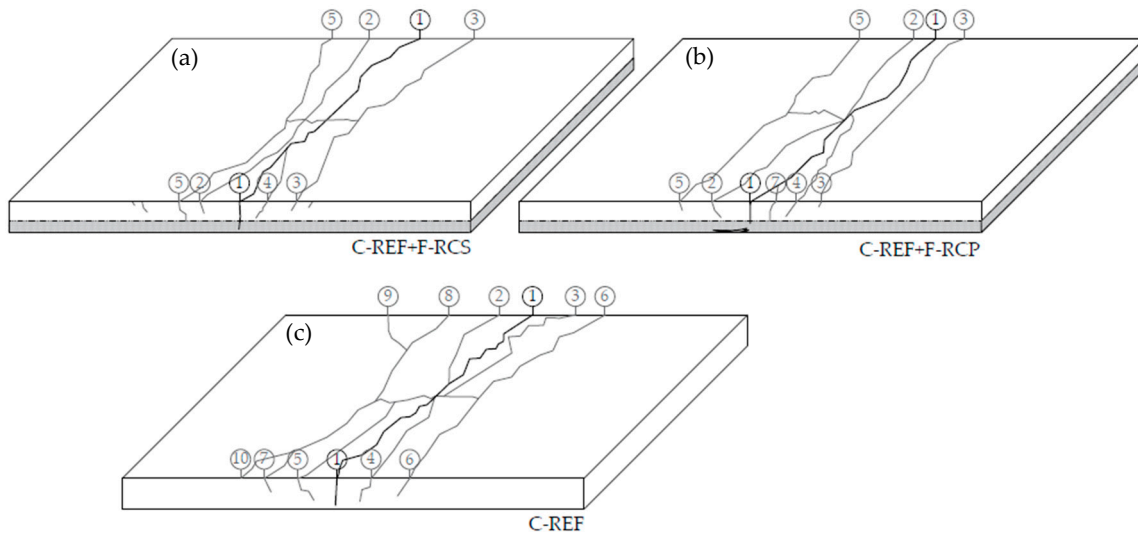 5 2 1 3
(a)
5 2 1 4 3
C-REF+F-RCS
5 2 1 3
(b)
5 2 1 7 4 3
C-REF+F-RCP
9 8 2 1 3 6
(c)
10 7 5 1 4 6
C-REF